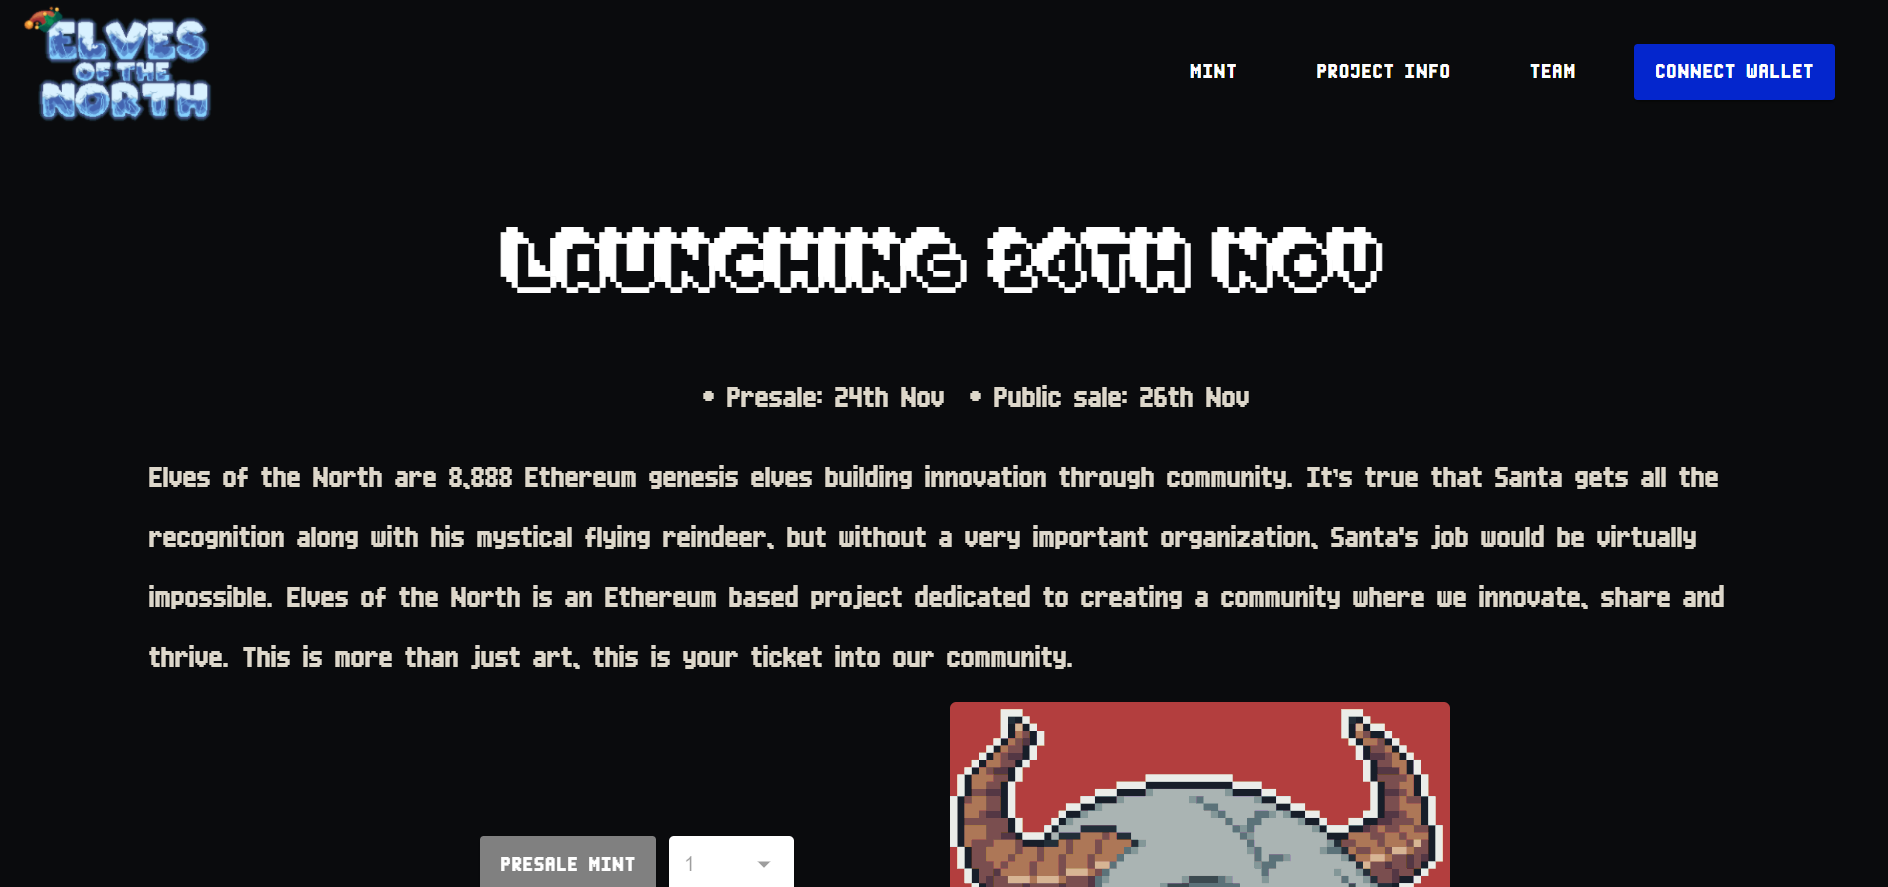 ELVES
OF THE
NORTH
MINT
PROJECT INFO
TEAM
CONNECT WALLET
LAUNCHING 24TH NOV
• Presale: 24th Nov • Public sale: 26th Nov
Elves of the North are 8,888 Ethereum genesis elves building innovation through community. It's true that Santa gets all the
recognition along with his mystical flying reindeer, but without a very important organization, Santa's job would be virtually
impossible. Elves of the North is an Ethereum based project dedicated to creating a community where we innovate, share and
thrive. This is more than just art, this is your ticket into our community.
PRESALE MINT
1